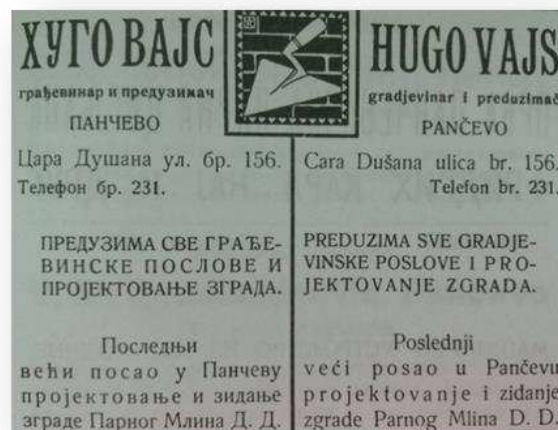 ХУГО ВАЈС
грађевинар и предузимач
ПАНЧЕВО
Цара Душана ул. бр. 156.
Телефон бр. 231.
ПРЕДУЗИМА СВЕ ГРАЂЕ-
ВИНСКЕ ПОСЛОВЕ И
ПРОЈЕКТОВАЊЕ ЗГРАДА.
Последњи
већи посао у Панчеву
пројектовање и зидање
зграде Парног Млина Д. Д.
HUGO VAJS
gradjevinar i preduzimač
PANČEVO
Cara Dušana ulica br. 156.
Telefon br. 231.
PREDUZIMA SVE GRADJE-
VINSKE POSLOVE I PRO-
JEKTOVANJE ZGRADA.
Poslednji
veći posao u Pančevu
projektovanje i zidanje
zgrade Parnog Mlina D. D.